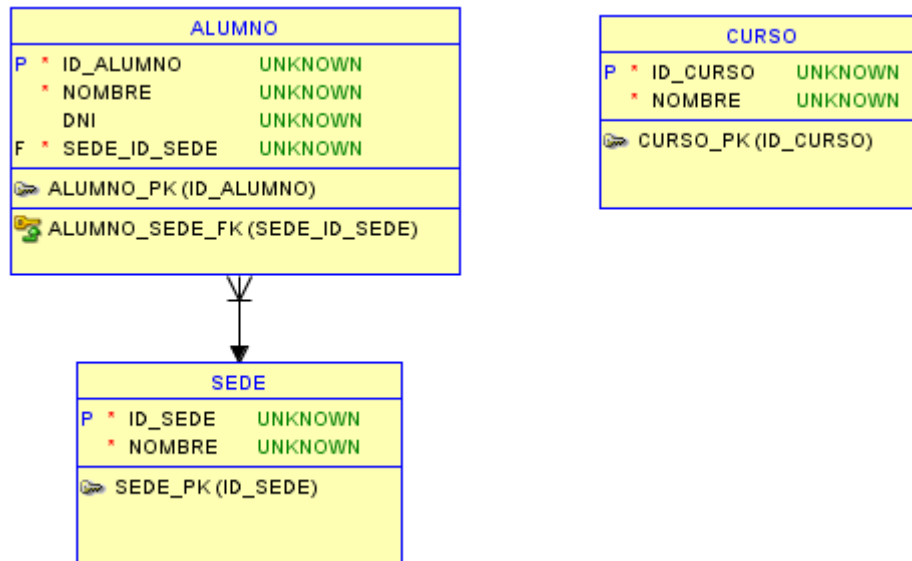 ALUMNO
P * ID_ALUMNO UNKNOWN
* NOMBRE UNKNOWN
DNI UNKNOWN
F * SEDE_ID_SEDE UNKNOWN
ALUMNO_PK (ID_ALUMNO)
ALUMNO_SEDE_FK (SEDE_ID_SEDE)
CURSO
P * ID_CURSO UNKNOWN
* NOMBRE UNKNOWN
CURSO_PK (ID_CURSO)
SEDE
P * ID_SEDE UNKNOWN
* NOMBRE UNKNOWN
SEDE_PK (ID_SEDE)